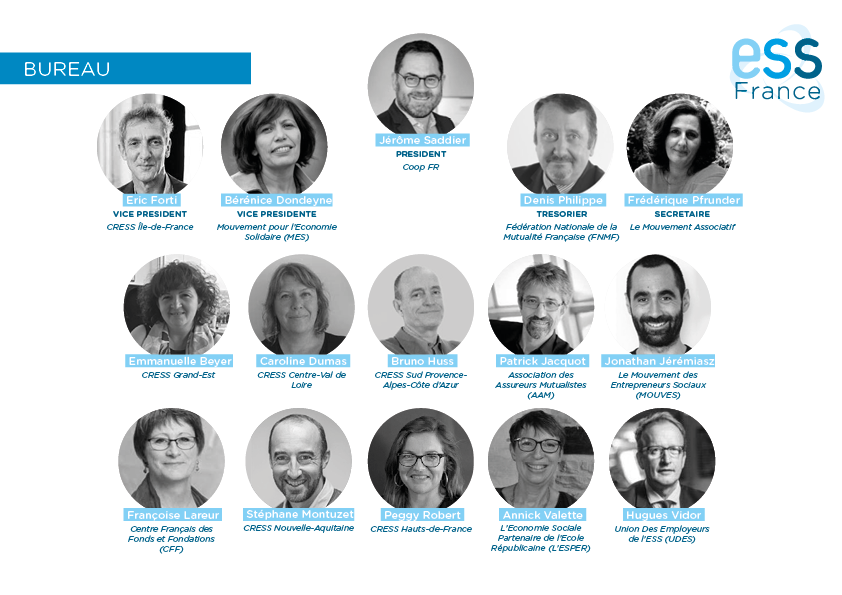 BUREAU
ess
France
Jérôme Saddier
PRESIDENT
Coop FR
Eric Forti
VICE PRESIDENT
CRESS Île-de-France
Bérénice Dondeyne
VICE PRESIDENTE
Mouvement pour l'Economie
Solidaire (MES)
Denis Philippe
TRESORIER
Fédération Nationale de la
Mutualité Française (FNMF)
Frédérique Pfrunder
SECRETAIRE
Le Mouvement Associatif
Emmanuelle Beyer
CRESS Grand-Est
Caroline Dumas
CRESS Centre-Val de
Loire
Bruno Huss
CRESS Sud Provence-
Alpes-Côte d'Azur
Patrick Jacquot
Association des
Assureurs Mutualistes
(AAM)
Jonathan Jérémiasz
Le Mouvement des
Entrepreneurs Sociaux
(MOUVES)
Françoise Lareur
Centre Français des
Fonds et Fondations
(CFF)
Stéphane Montuzet
CRESS Nouvelle-Aquitaine
Peggy Robert
CRESS Hauts-de-France
Annick Valette
L'Economie Sociale
Partenaire de l'Ecole
Républicaine (L'ESPER)
Hugues Vidor
Union Des Employeurs
de l'ESS (UDES)